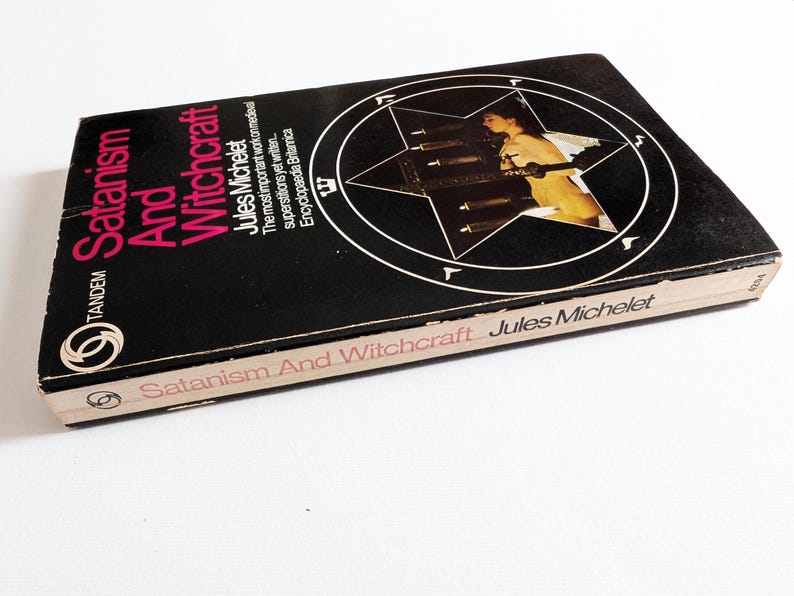 Satanism
And
Witchcraft
Jules Michelet
The most important work on medieval
superstitions yet written...
Encyclopaedia Britannica
TANDEM
Satanism And Witchcraft Jules Michelet
4204